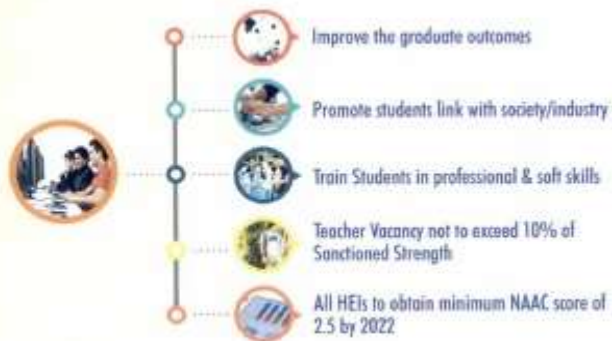 Improve the graduate outcomes
Promote students link with society/industry
Train Students in professional & soft skills
Teacher Vacancy not to exceed 10% of
Sanctioned Strength
All HEIs to obtain minimum NAAC score of
2.5 by 2022